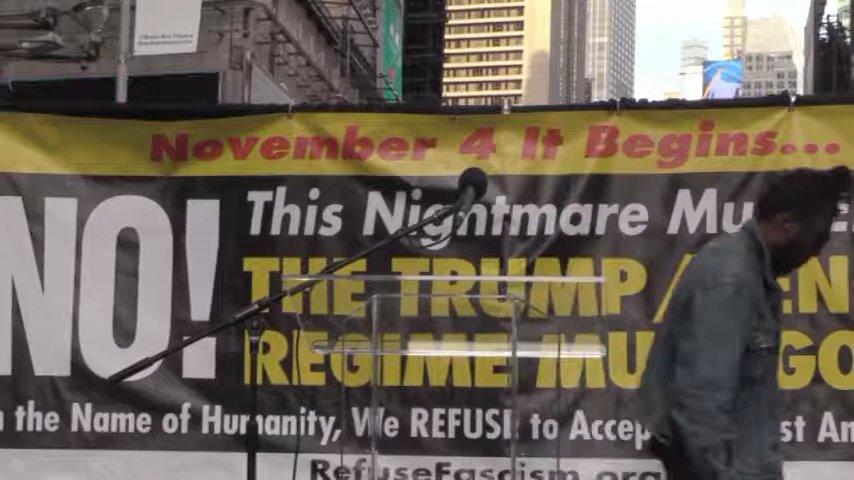 November 4 It Begins...
NO!
This Nightmare Mu
THE TRUMP / EN
REGIME MU GO
the Name of Humanity, We REFUSE to Accep st Am
RefuseFascism.org